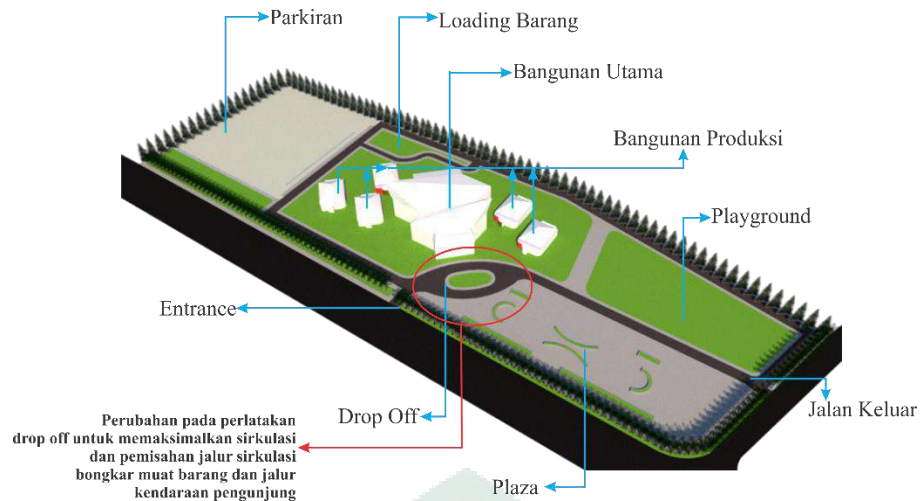 Parkiran
Loading Barang
Bangunan Utama
Bangunan Produksi
Playground
Entrance
Drop Off
Jalan Keluar
Perubahan pada perlatakan
drop off untuk memaksimalkan sirkulasi
dan pemisahan jalur sirkulasi
bongkar muat barang dan jalur
kendaraan pengunjung
Plaza